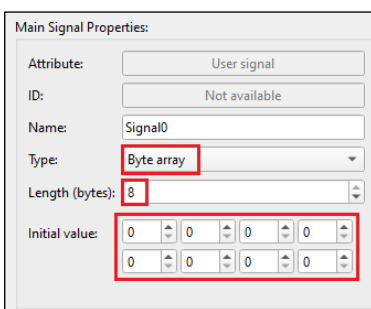 Main Signal Properties:
Attribute: User signal
ID: Not available
Name: Signal0
Type: Byte array
Length (bytes): 8
Initial value: 0 0 0 0
0 0 0 0